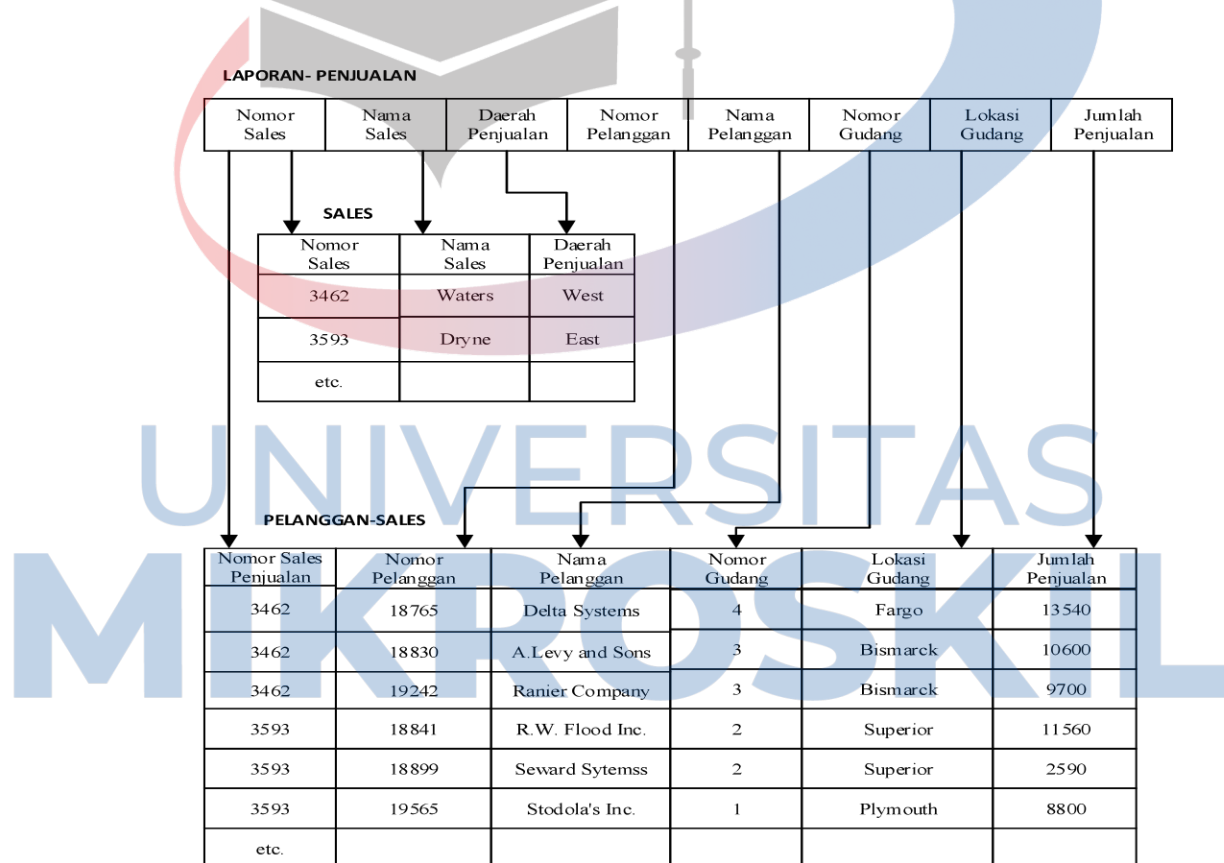 LAPORAN- PENJUALAN
Nomor Sales Nama Sales Daerah Penjualan Nomor Pelanggan Nama Pelanggan Nomor Gudang Lokasi Gudang Jumlah Penjualan
SALES
Nomor Sales Nama Sales Daerah Penjualan
3462 Waters West
3593 Dryne East
etc.
UNIVERSITAS
MIKROSKIL
PELANGGAN-SALES
Nomor Sales Penjualan Nomor Pelanggan Nama Pelanggan Nomor Gudang Lokasi Gudang Jumlah Penjualan
3462 18765 Delta Systems 4 Fargo 13540
3462 18830 A.Levy and Sons 3 Bismarck 10600
3462 19242 Ranier Company 3 Bismarck 9700
3593 18841 R.W. Flood Inc. 2 Superior 11560
3593 18899 Seward Sytemss 2 Superior 2590
3593 19565 Stodola's Inc. 1 Plymouth 8800
etc.